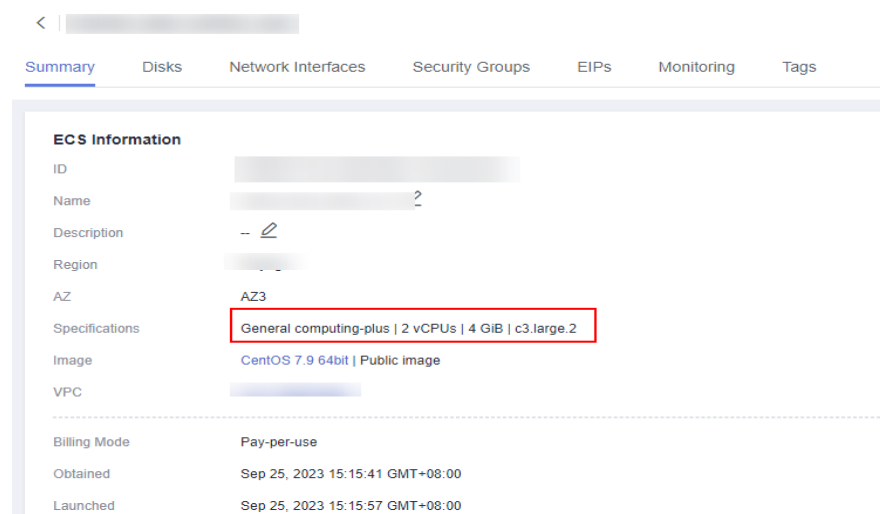 Summary Disks Network Interfaces Security Groups EIPs Monitoring Tags
ECS Information
ID
Name
Description -- 
Region
AZ AZ3
Specifications General computing-plus | 2 vCPUs | 4 GiB | c3.large.2
Image CentOS 7.9 64bit | Public image
VPC
Billing Mode Pay-per-use
Obtained Sep 25, 2023 15:15:41 GMT+08:00
Launched Sep 25, 2023 15:15:57 GMT+08:00